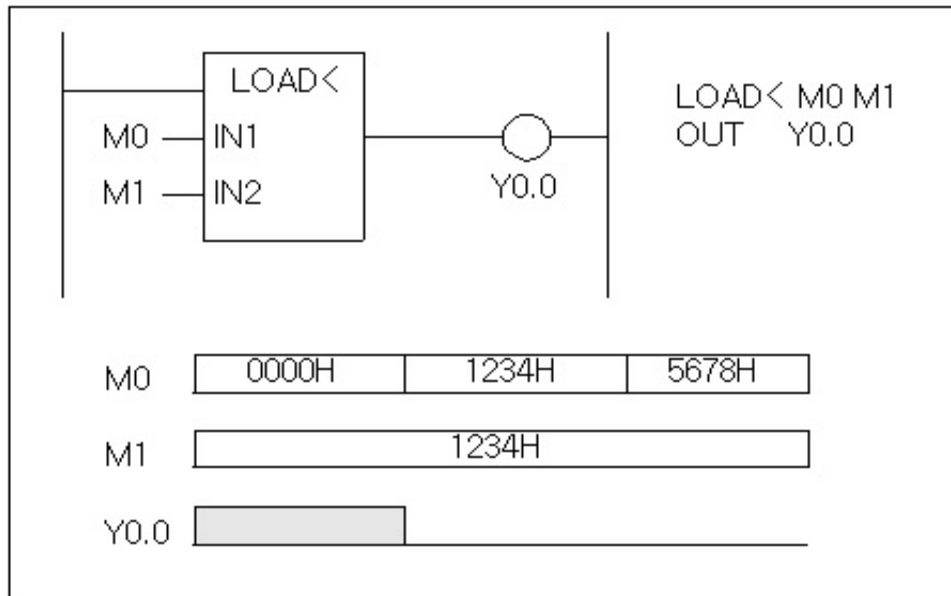 LOAD<
M0 IN1
M1 IN2
Y0.0
LOAD< M0 M1
OUT Y0.0
M0 0000H 1234H 5678H
M1 1234H
Y0.0